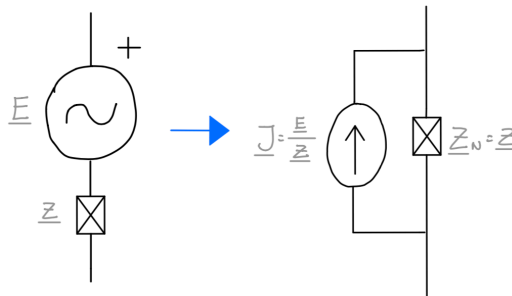 +
E
Z
J = E/Z
Z_N = Z